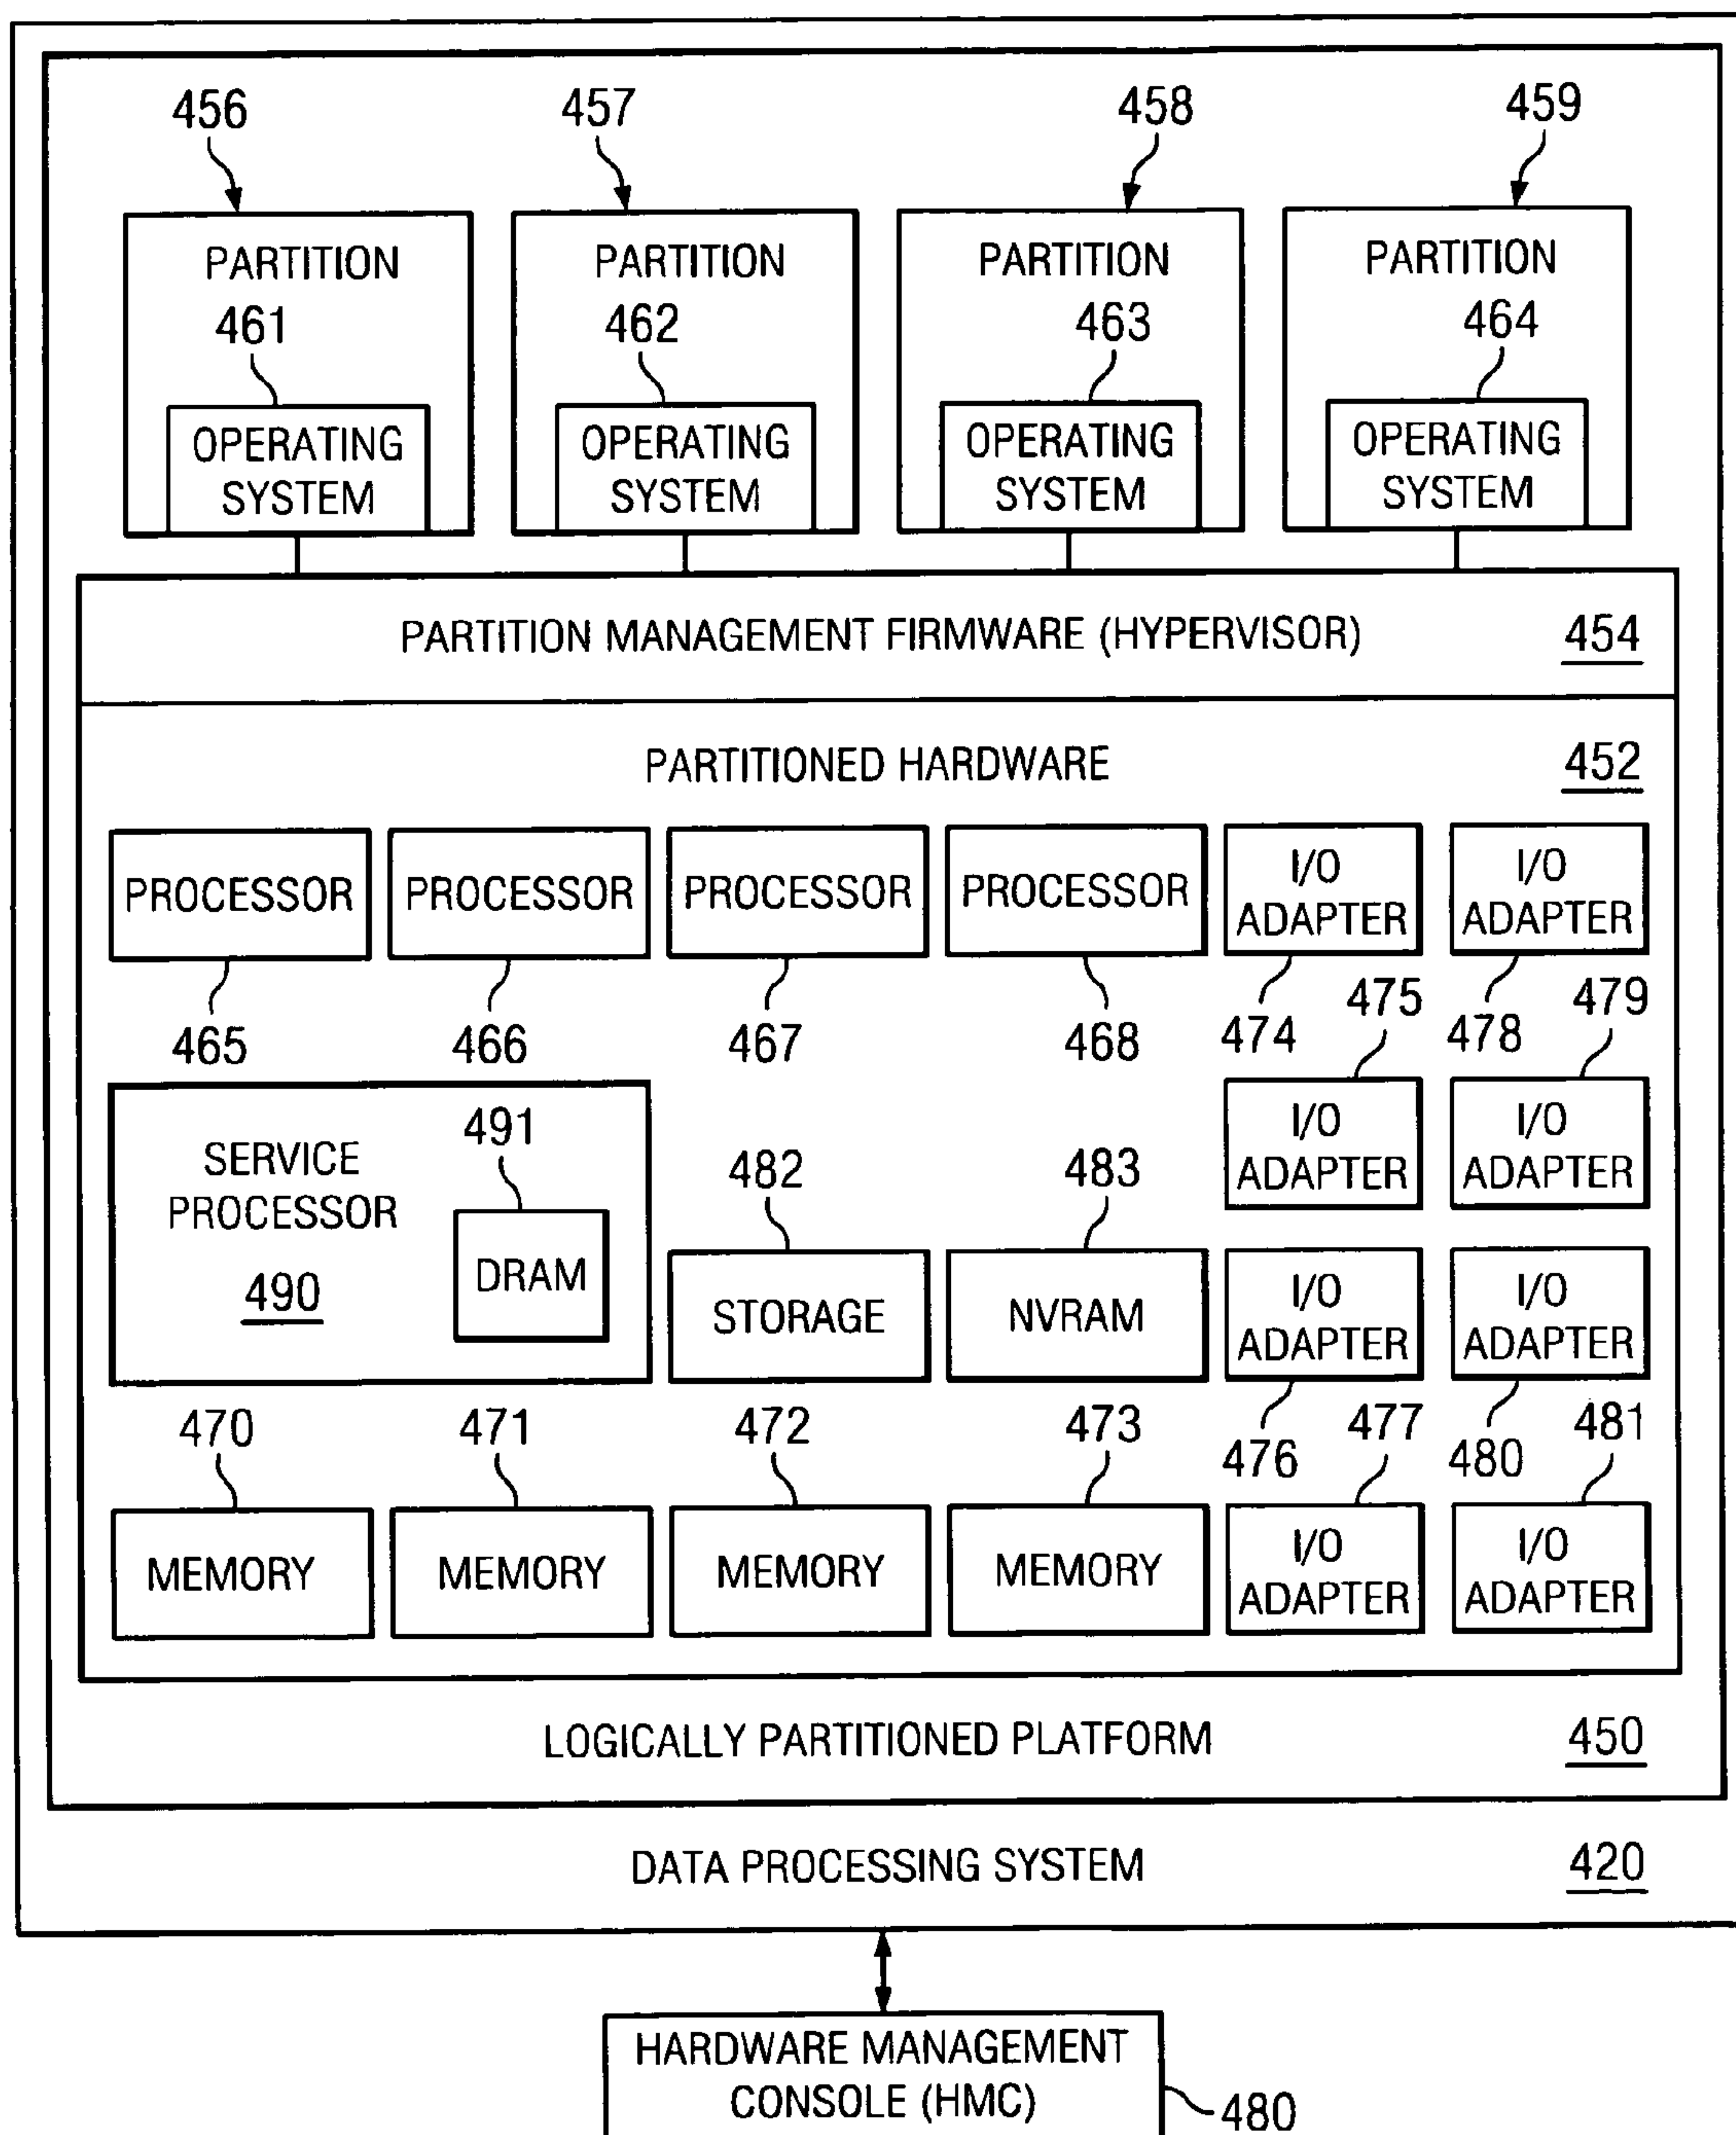 456 457 458 459
PARTITION PARTITION PARTITION PARTITION
461 462 463 464
OPERATING OPERATING OPERATING OPERATING
SYSTEM SYSTEM SYSTEM SYSTEM
PARTITION MANAGEMENT FIRMWARE (HYPERVISOR) 454
PARTITIONED HARDWARE 452
PROCESSOR PROCESSOR PROCESSOR PROCESSOR
I/O I/O
ADAPTER ADAPTER
465 466 467 468 474 475 478 479
SERVICE
PROCESSOR
490
491
DRAM
482
STORAGE
483
NVRAM
I/O I/O
ADAPTER ADAPTER
I/O I/O
ADAPTER ADAPTER
470 471 472 473 476 477 480 481
MEMORY MEMORY MEMORY MEMORY
I/O I/O
ADAPTER ADAPTER
LOGICALLY PARTITIONED PLATFORM 450
DATA PROCESSING SYSTEM 420
HARDWARE MANAGEMENT
CONSOLE (HMC)
480